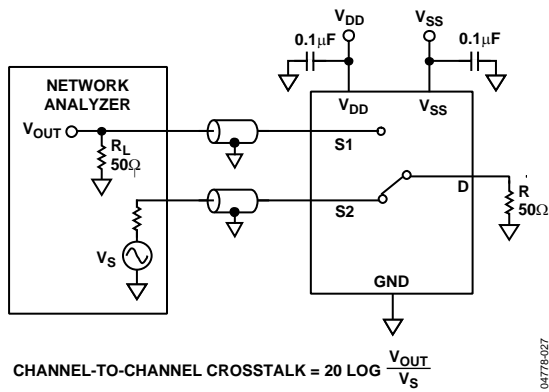 VDD
VSS
0.1µF
0.1µF
NETWORK
ANALYZER
VDD
VSS
VOUT
RL
50Ω
S1
D
R
50Ω
S2
VS
GND
CHANNEL-TO-CHANNEL CROSSTALK = 20 LOG VOUT
VS
04778-027